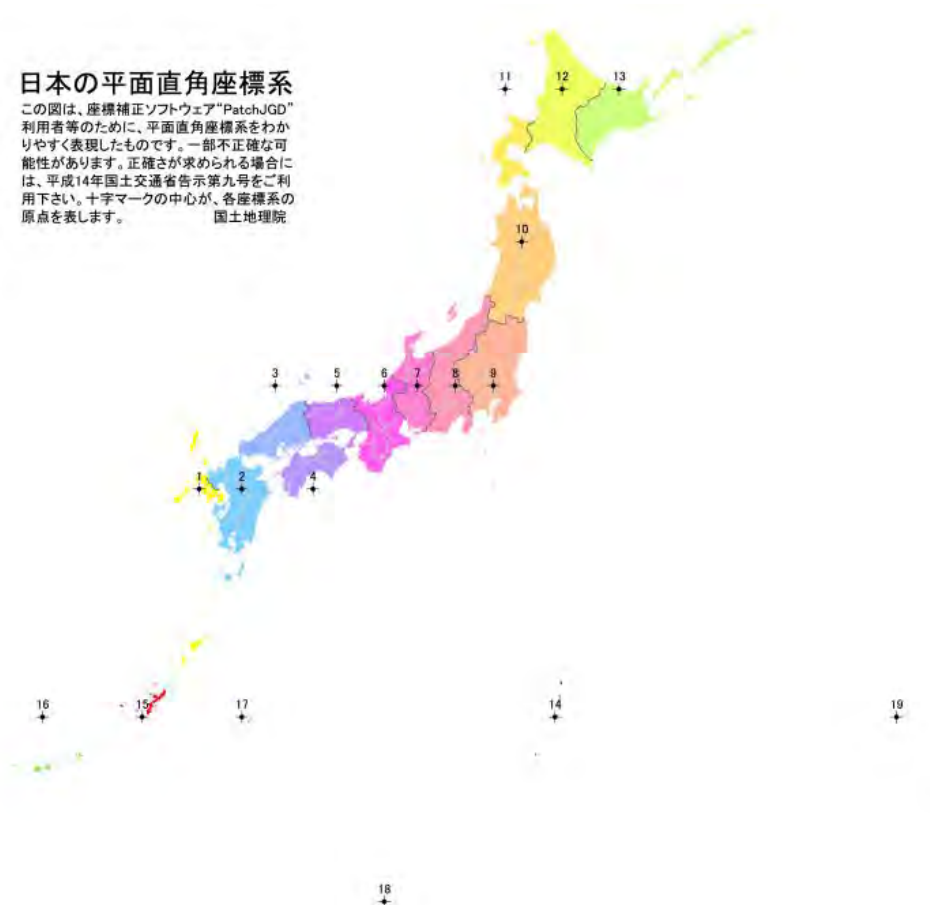 日本の平面直角座標系
この図は、座標補正ソフトウェア“PatchJGD”
利用者等のために、平面直角座標系をわか
りやすく表現したものです。一部不正確な可
能性があります。正確さが求められる場合に
は、平成14年国土交通省告示第九号をご利
用下さい。十字マークの中心が、各座標系の
原点を表します。 国土地理院
11 12 13
10
3 5 6 7 8 9
1 2 4
16 15 17 14 19
18